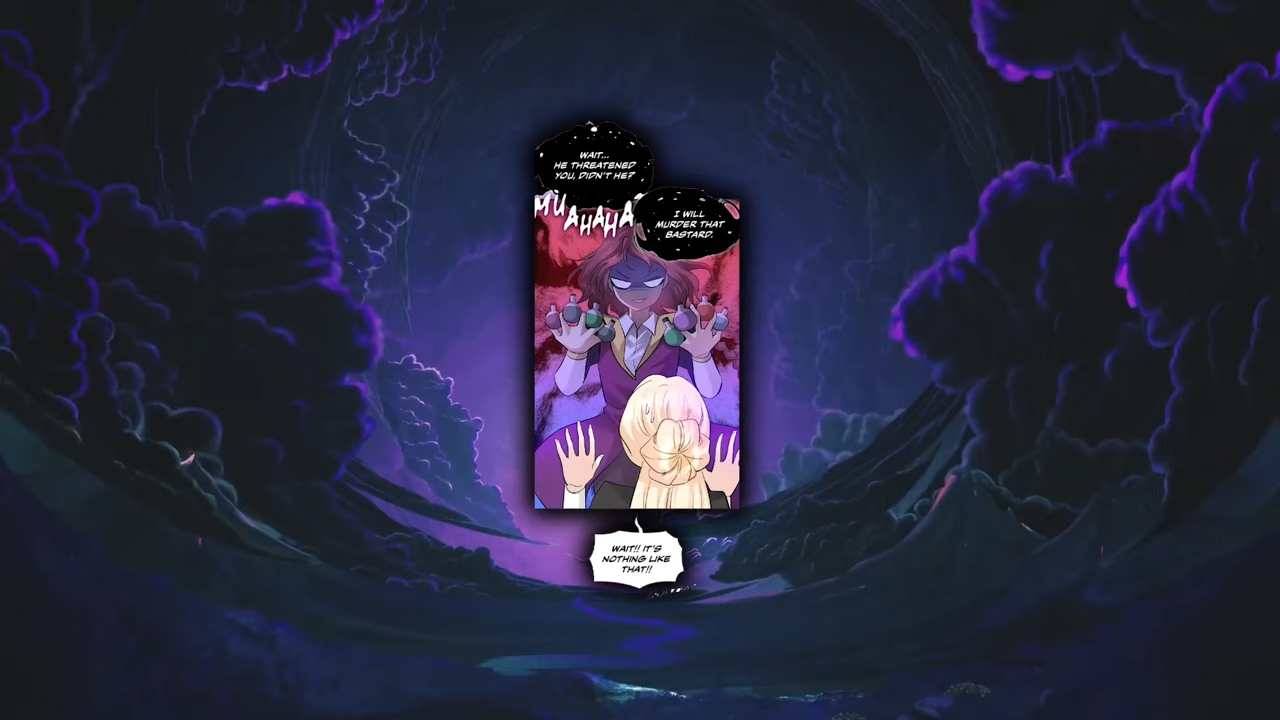 WAIT...
HE THREATENED
YOU, DIDN'T HE?
MUAHAHA
I WILL
MURDER THAT
BASTARD.
WAIT!! IT'S
NOTHING LIKE
THAT!!